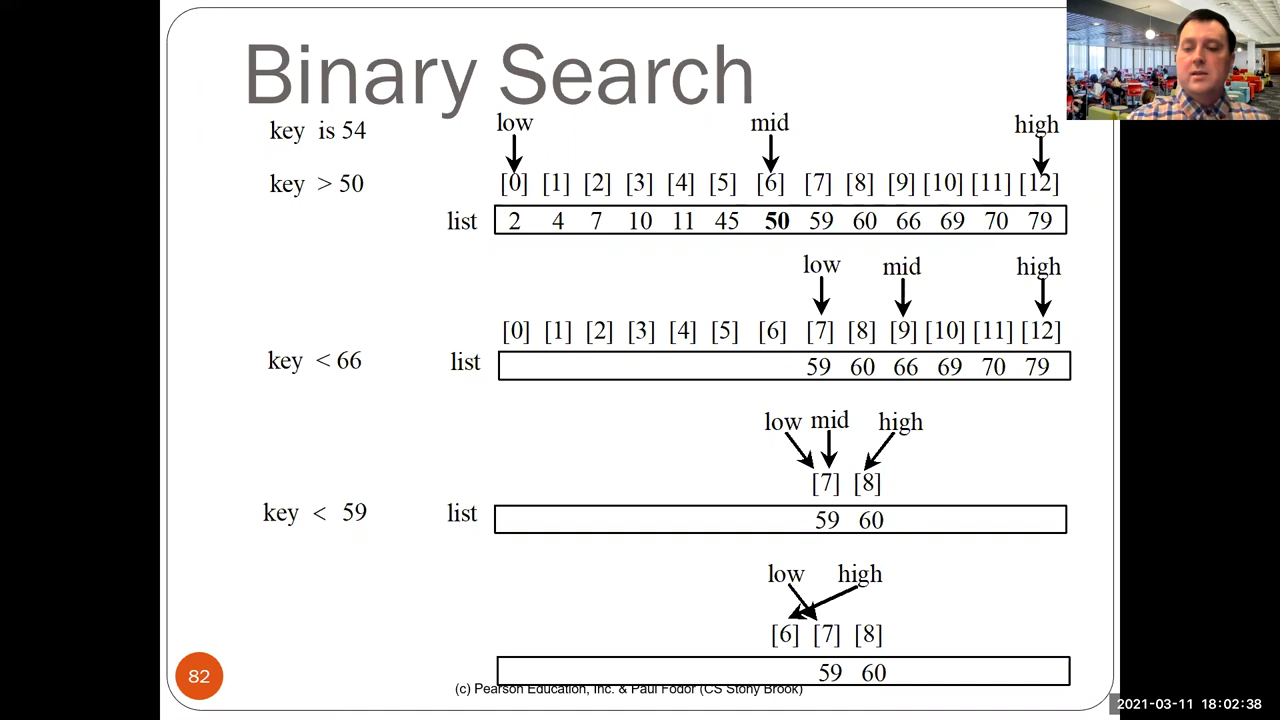 Binary Search
key is 54
low mid high
key > 50
[0] [1] [2] [3] [4] [5] [6] [7] [8] [9] [10] [11] [12]
list 2 4 7 10 11 45 50 59 60 66 69 70 79
low mid high
[0] [1] [2] [3] [4] [5] [6] [7] [8] [9] [10] [11] [12]
key < 66 list 59 60 66 69 70 79
low mid high
[7] [8]
key < 59 list 59 60
low high
[6] [7] [8]
59 60
82
(c) Pearson Education, Inc. & Paul Fodor (CS Stony Brook)
2021-03-11 18:02:38